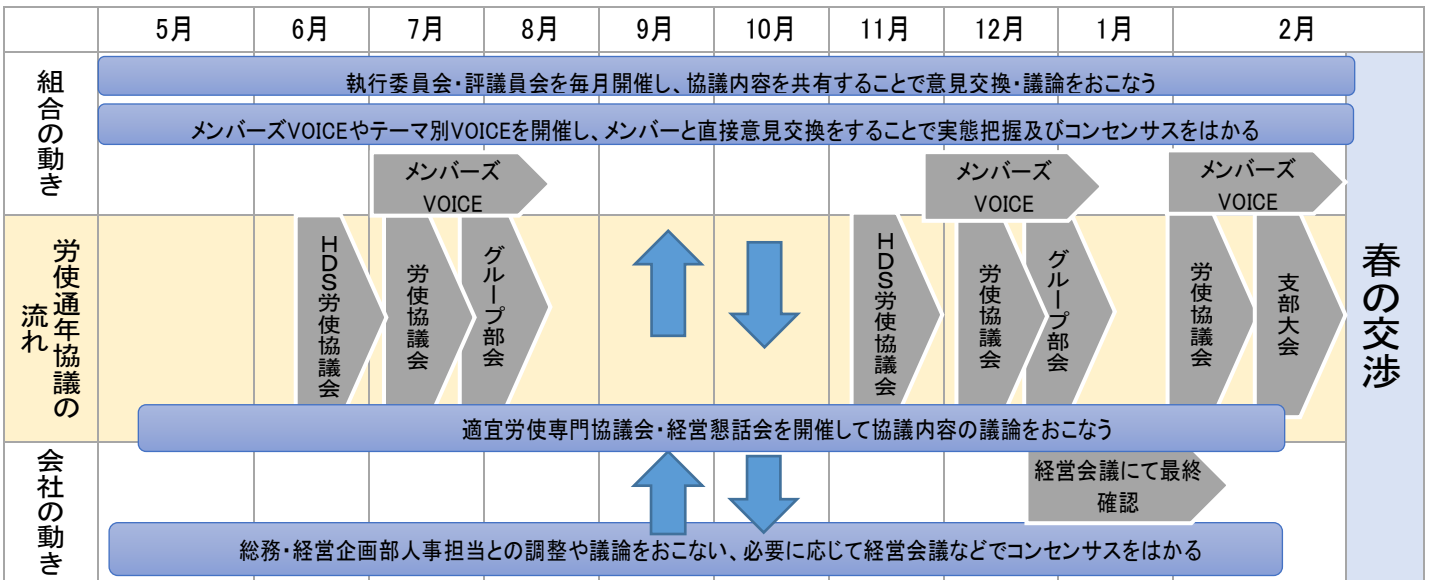 5月
6月
7月
8月
9月
10月
11月
12月
1月
2月
組合の動き
執行委員会・評議員会を毎月開催し、協議内容を共有することで意見交換・議論をおこなう
メンバーズVOICEやテーマ別VOICEを開催し、メンバーと直接意見交換をすることで実態把握及びコンセンサスをはかる
メンバーズ
VOICE
メンバーズ
VOICE
メンバーズ
VOICE
労使通年協議の
流れ
HDS労使協議会
労使協議会
グループ部会
HDS労使協議会
労使協議会
グループ部会
労使協議会
支部大会
春の交渉
適宜労使専門協議会・経営懇話会を開催して協議内容の議論をおこなう
会社の動き
経営会議にて最終
確認
総務・経営企画部人事担当との調整や議論をおこない、必要に応じて経営会議などでコンセンサスをはかる